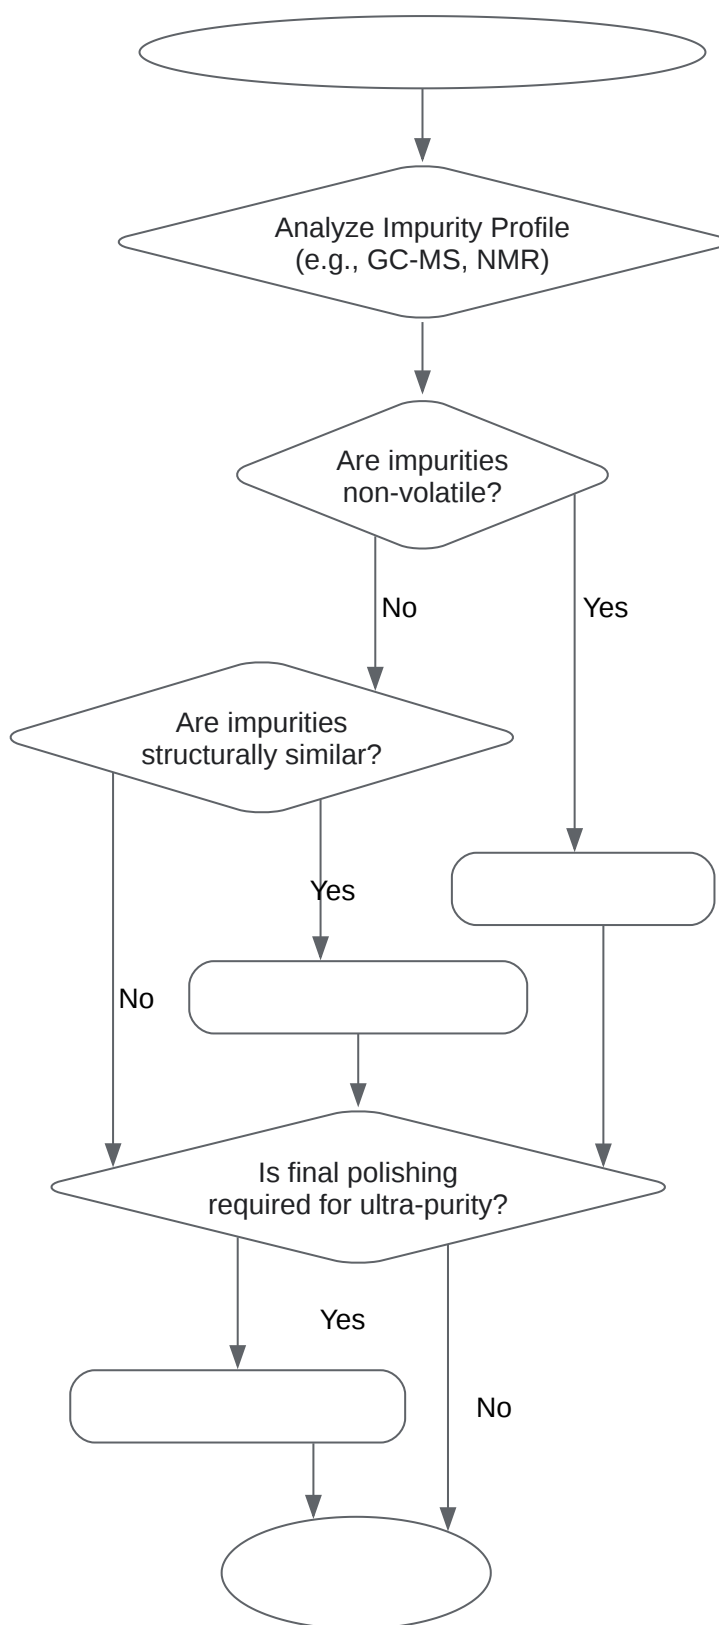 Analyze Impurity Profile
(e.g., GC-MS, NMR)
Are impurities
non-volatile?
No
Yes
Are impurities
structurally similar?
Yes
No
Is final polishing
required for ultra-purity?
Yes
No